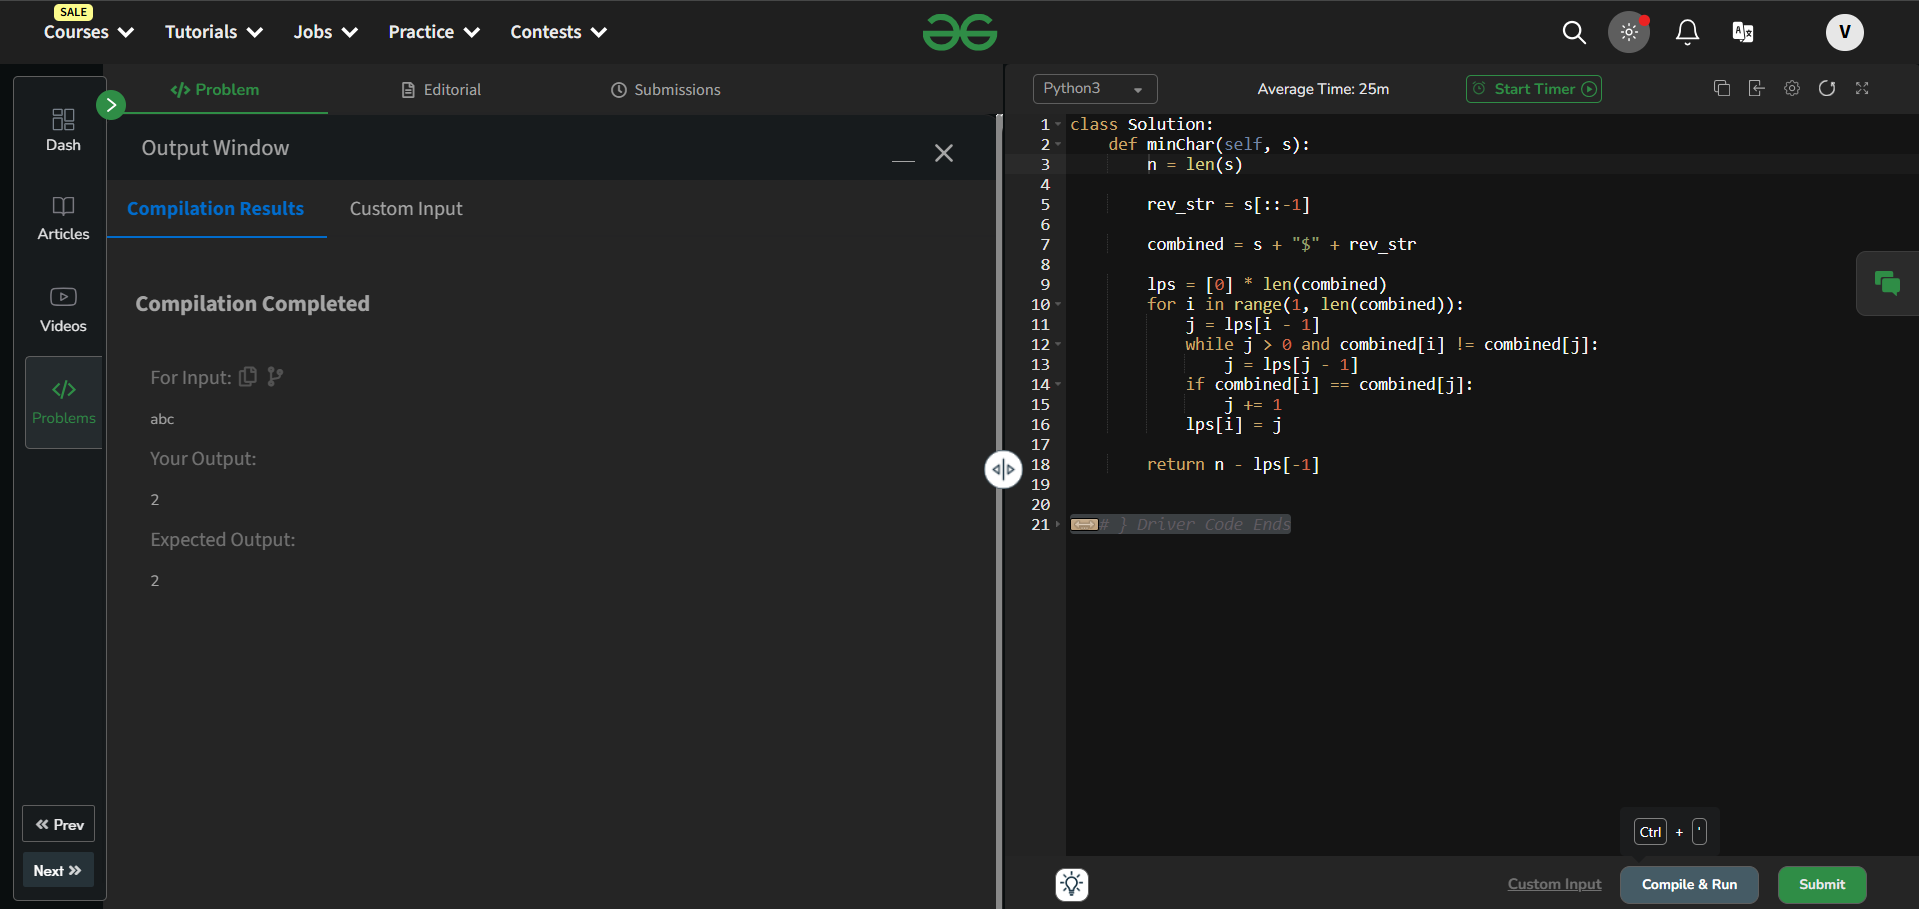 SALE
Courses Tutorials Jobs Practice Contests
V
Dash
Articles
Videos
Problems
Prev
Next
Problem Editorial Submissions
Output Window
Compilation Results Custom Input
Compilation Completed
For Input:
abc
Your Output:
2
Expected Output:
2
Python3 Average Time: 25m Start Timer
1 class Solution:
2 def minChar(self, s):
3 n = len(s)
4
5 rev_str = s[::-1]
6
7 combined = s + "$" + rev_str
8
9 lps = [0] * len(combined)
10 for i in range(1, len(combined)):
11 j = lps[i - 1]
12 while j > 0 and combined[i] != combined[j]:
13 j = lps[j - 1]
14 if combined[i] == combined[j]:
15 j += 1
16 lps[i] = j
17
18 return n - lps[-1]
19
20
21 # } Driver Code Ends
Ctrl + '
Custom Input Compile & Run Submit